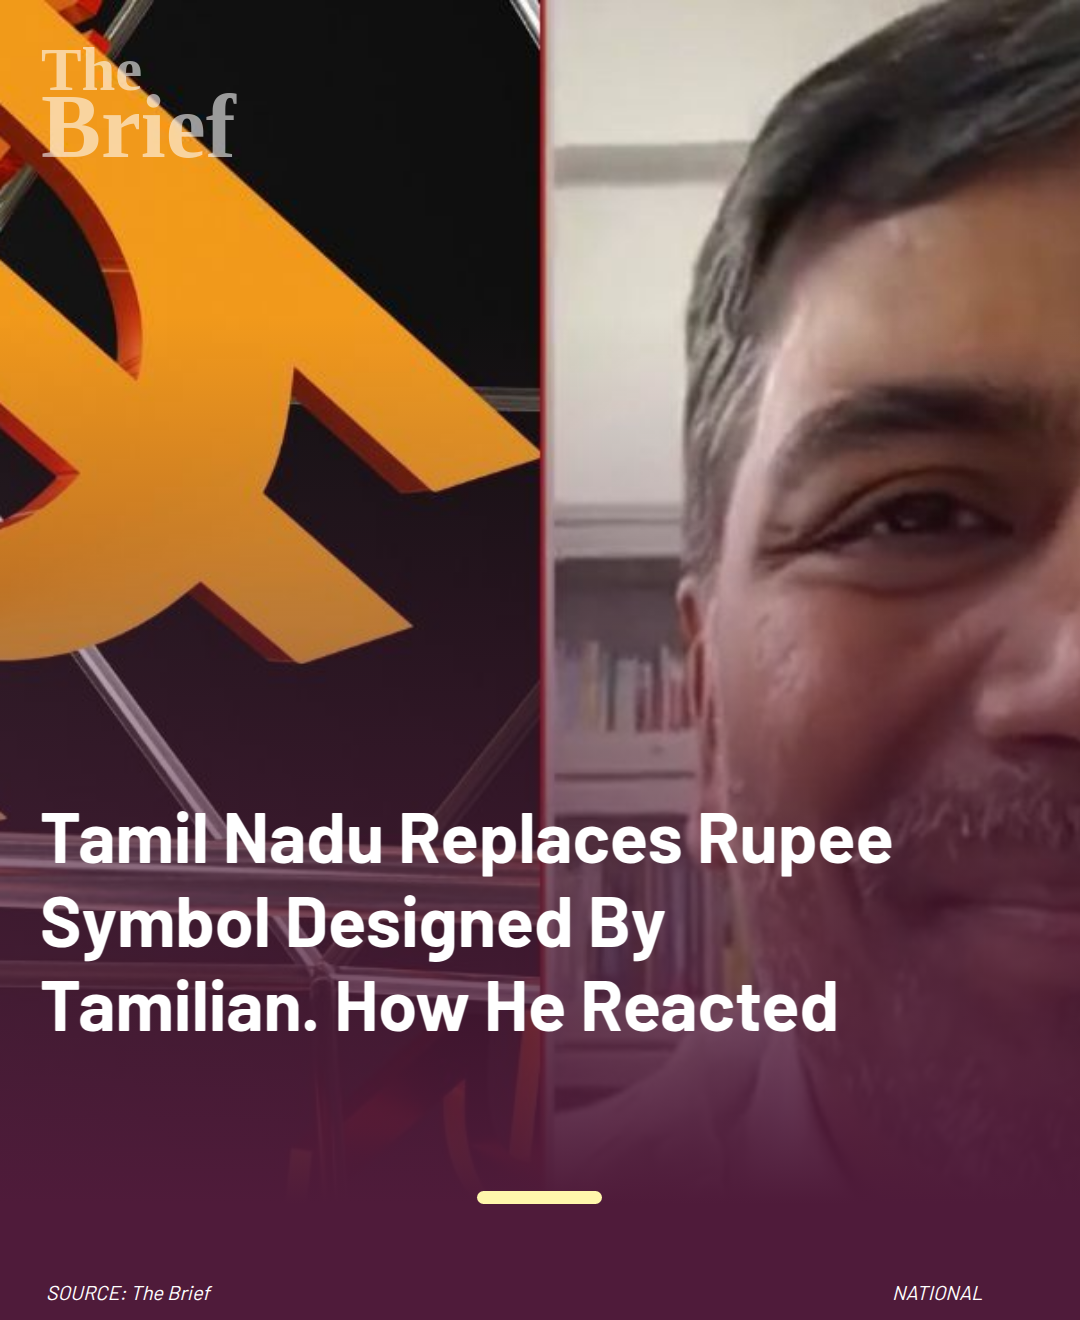 The
Brief
Tamil Nadu Replaces Rupee
Symbol Designed By
Tamilian. How He Reacted
SOURCE: The Brief
NATIONAL